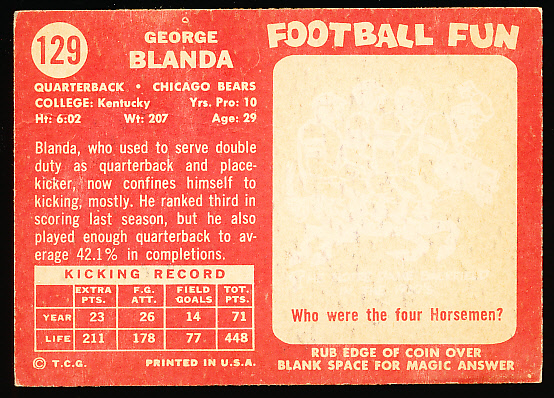 129
GEORGE
BLANDA
QUARTERBACK • CHICAGO BEARS
COLLEGE: Kentucky Yrs. Pro: 10
Ht: 6:02 Wt: 207 Age: 29
Blanda, who used to serve double
duty as quarterback and place-
kicker, now confines himself to
kicking, mostly. He ranked third in
scoring last season, but he also
played enough quarterback to av-
erage 42.1% in completions.
KICKING RECORD
EXTRA PTS. F.G. ATT. FIELD GOALS TOT. PTS.
YEAR 23 26 14 71
LIFE 211 178 77 448
© T.C.G. PRINTED IN U.S.A.
FOOTBALL FUN
Who were the four Horsemen?
RUB EDGE OF COIN OVER
BLANK SPACE FOR MAGIC ANSWER